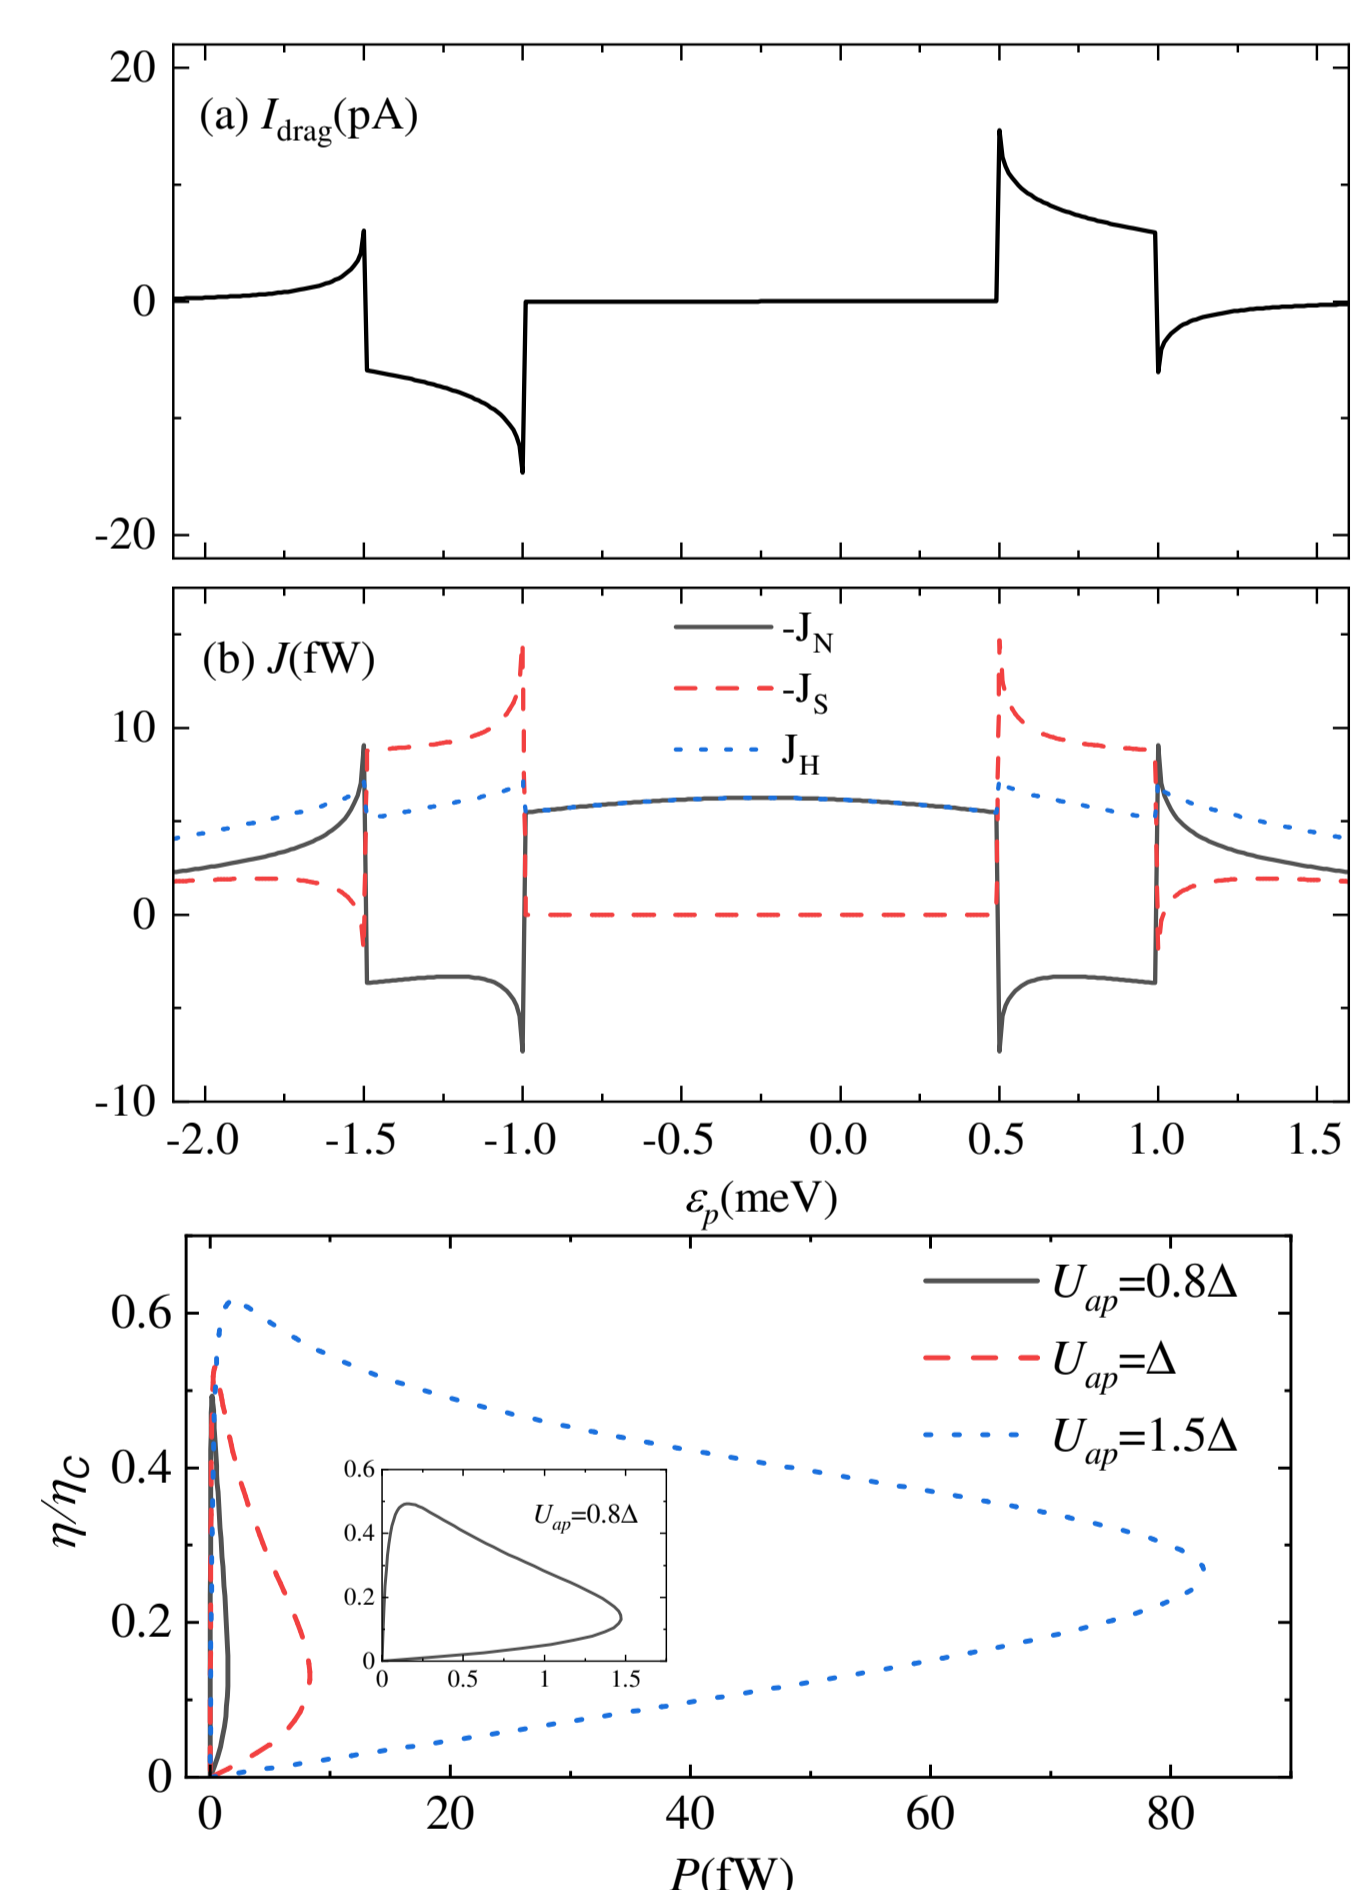 20
(a) I_drag(pA)
0
-20
(b) J(fW)
-J_N
-J_S
J_H
10
0
-10
-2.0 -1.5 -1.0 -0.5 0.0 0.5 1.0 1.5
ε_p(meV)
U_ap=0.8Δ
U_ap=Δ
U_ap=1.5Δ
0.6
0.4
0.2
0
η/η_C
0.6
0.4
0.2
0
U_ap=0.8Δ
0 0.5 1 1.5
0 20 40 60 80
P(fW)